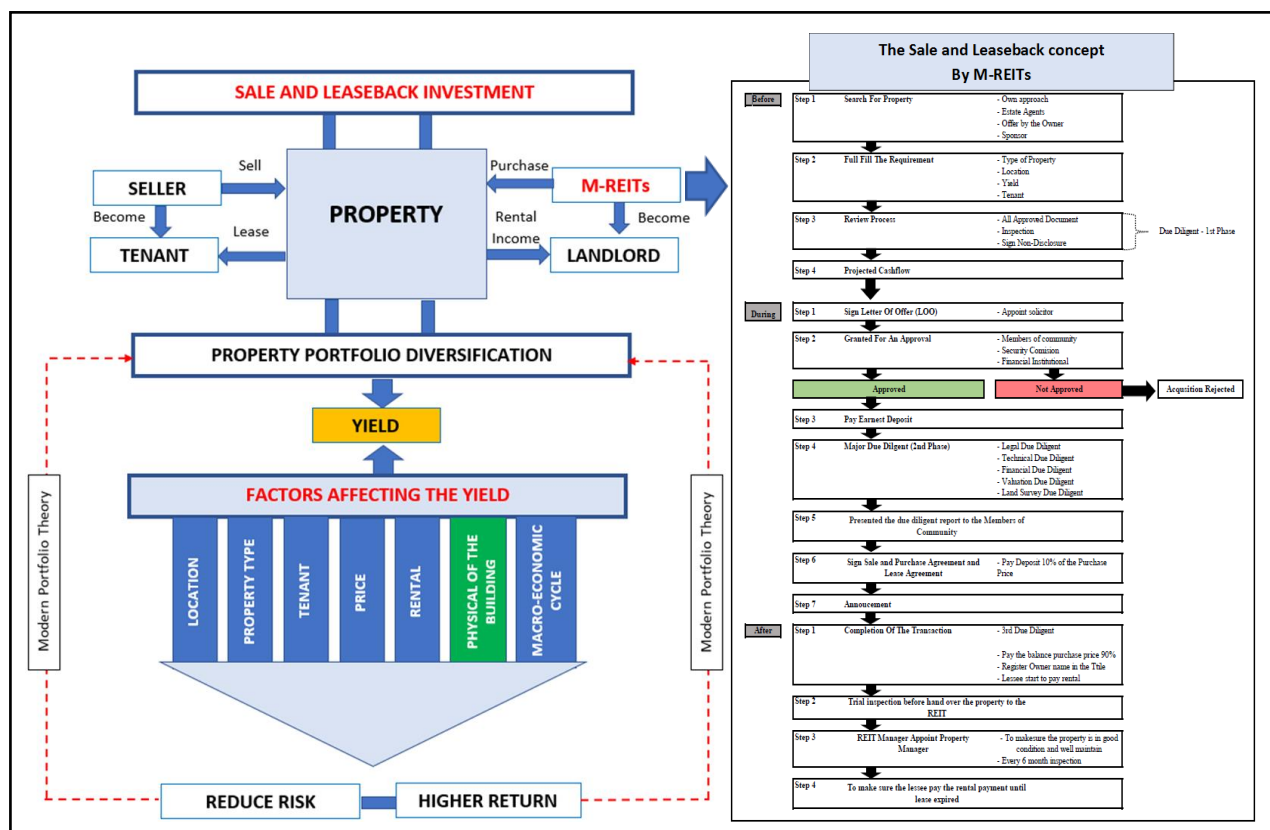 SALE AND LEASEBACK INVESTMENT
Sell
Purchase
SELLER
PROPERTY
M-REITs
Become
Lease
Rental
Income
Become
TENANT
LANDLORD
PROPERTY PORTFOLIO DIVERSIFICATION
YIELD
FACTORS AFFECTING THE YIELD
LOCATION
PROPERTY TYPE
TENANT
PRICE
RENTAL
PHYSICAL OF THE
BUILDING
MACRO-ECONOMIC
CYCLE
Modern Portfolio Theory
Modern Portfolio Theory
REDUCE RISK
HIGHER RETURN
The Sale and Leaseback concept
By M-REITs
Before
Step 1 Search For Property - Own approach
- Estate Agents
- Offer by the Owner
- Sponsor
Step 2 Full Fill The Requirement - Type of Property
- Location
- Yield
- Tenant
Step 3 Review Process - All Approved Document
- Inspection
- Sign Non-Disclosure
Due Diligent - 1st Phase
Step 4 Projected Cashflow
During
Step 1 Sign Letter Of Offer (LOO) - Appoint solicitor
Step 2 Granted For An Approval - Members of community
- Security Comision
- Financial Institutional
Approved Not Approved Acqusition Rejected
Step 3 Pay Earnest Deposit
Step 4 Major Due Dilgent (2nd Phase) - Legal Due Diligent
- Technical Due Diligent
- Financial Due Diligent
- Valuation Due Diligent
- Land Survey Due Diligent
Step 5 Presented the due diligent report to the Members of
Community
Step 6 Sign Sale and Purchase Agreement and - Pay Deposit 10% of the Purchase
Lease Agreement Price
Step 7 Annoucement
After
Step 1 Completion Of The Transaction - 3rd Due Diligent
- Pay the balance purchase price 90%
- Register Owner name in the Ttile
- Lessee start to pay rental
Step 2 Trial inspection before hand over the property to the
REIT
Step 3 REIT Manager Appoint Property - To makesure the property is in good
Manager condition and well maintain
- Every 6 month inspection
Step 4 To make sure the lessee pay the rental payment until
lease expired